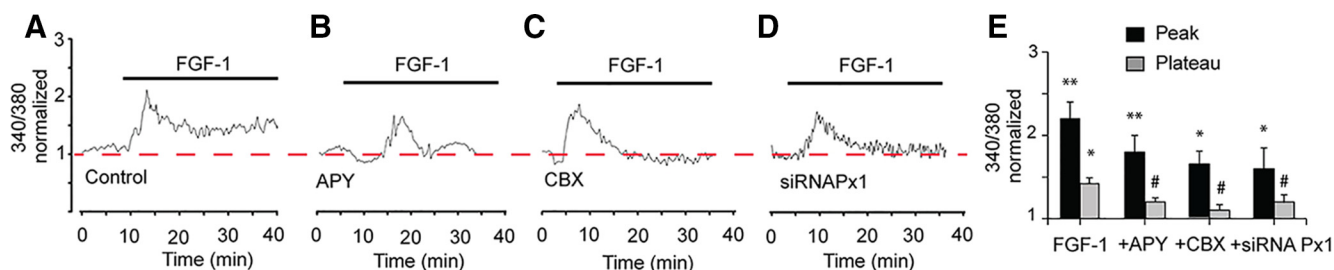 A
B
C
D
E
340/380
normalized
3
2
1
FGF-1
Control
0 10 20 30 40
Time (min)
FGF-1
APY
0 10 20 30 40
Time (min)
FGF-1
CBX
0 10 20 30 40
Time (min)
FGF-1
siRNAPx1
0 10 20 30 40
Time (min)
Peak
Plateau
340/380
normalized
3
2
1
** * ** # * # * #
FGF-1 +APY +CBX +siRNA Px1